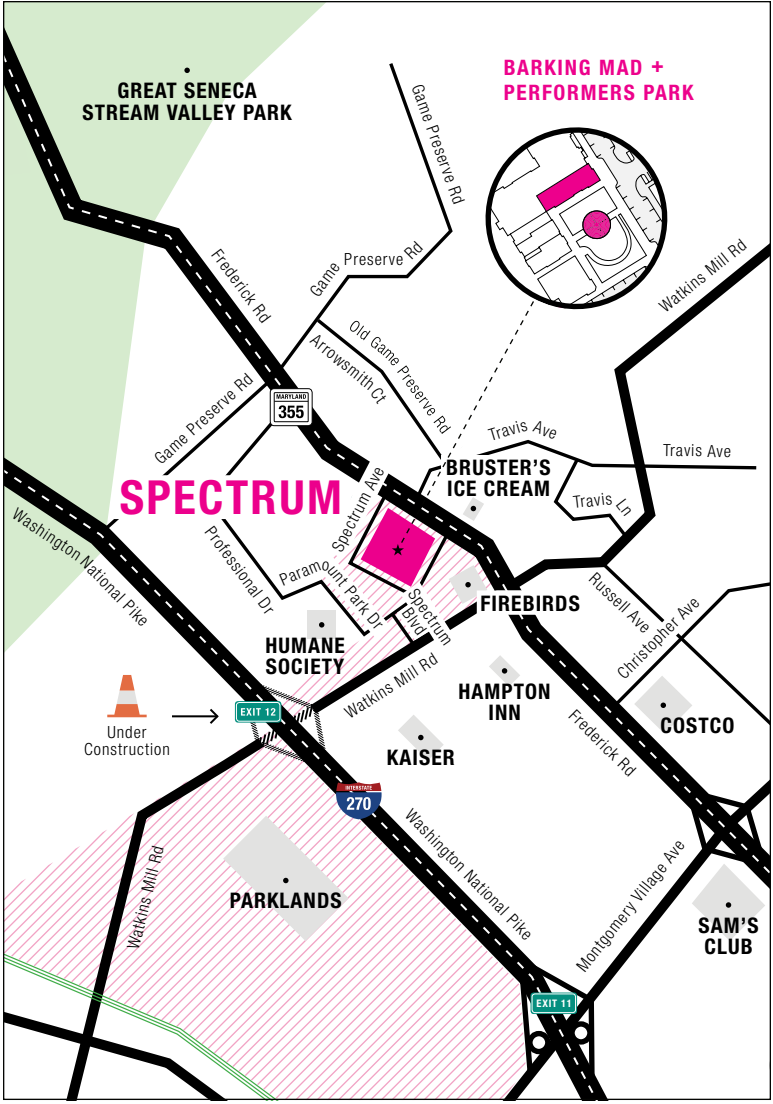 BARKING MAD +
PERFORMERS PARK
GREAT SENECA
STREAM VALLEY PARK
Game Preserve Rd
Watkins Mill Rd
Game Preserve Rd
Frederick Rd
Old Game Preserve Rd
Arrowsmith Ct
Game Preserve Rd
MARYLAND
355
Travis Ave
Travis Ave
BRUSTER'S
ICE CREAM
Spectrum Ave
SPECTRUM
Travis Ln
Washington National Pike
Professional Dr
Paramount Park Dr
Spectrum
Blvd
FIREBIRDS
Russell Ave
Christopher Ave
HUMANE
SOCIETY
Watkins Mill Rd
HAMPTON
INN
EXIT 12
Under
Construction
KAISER
Frederick Rd
COSTCO
INTERSTATE
270
Washington National Pike
Montgomery Village Ave
Watkins Mill Rd
PARKLANDS
SAM'S
CLUB
EXIT 11